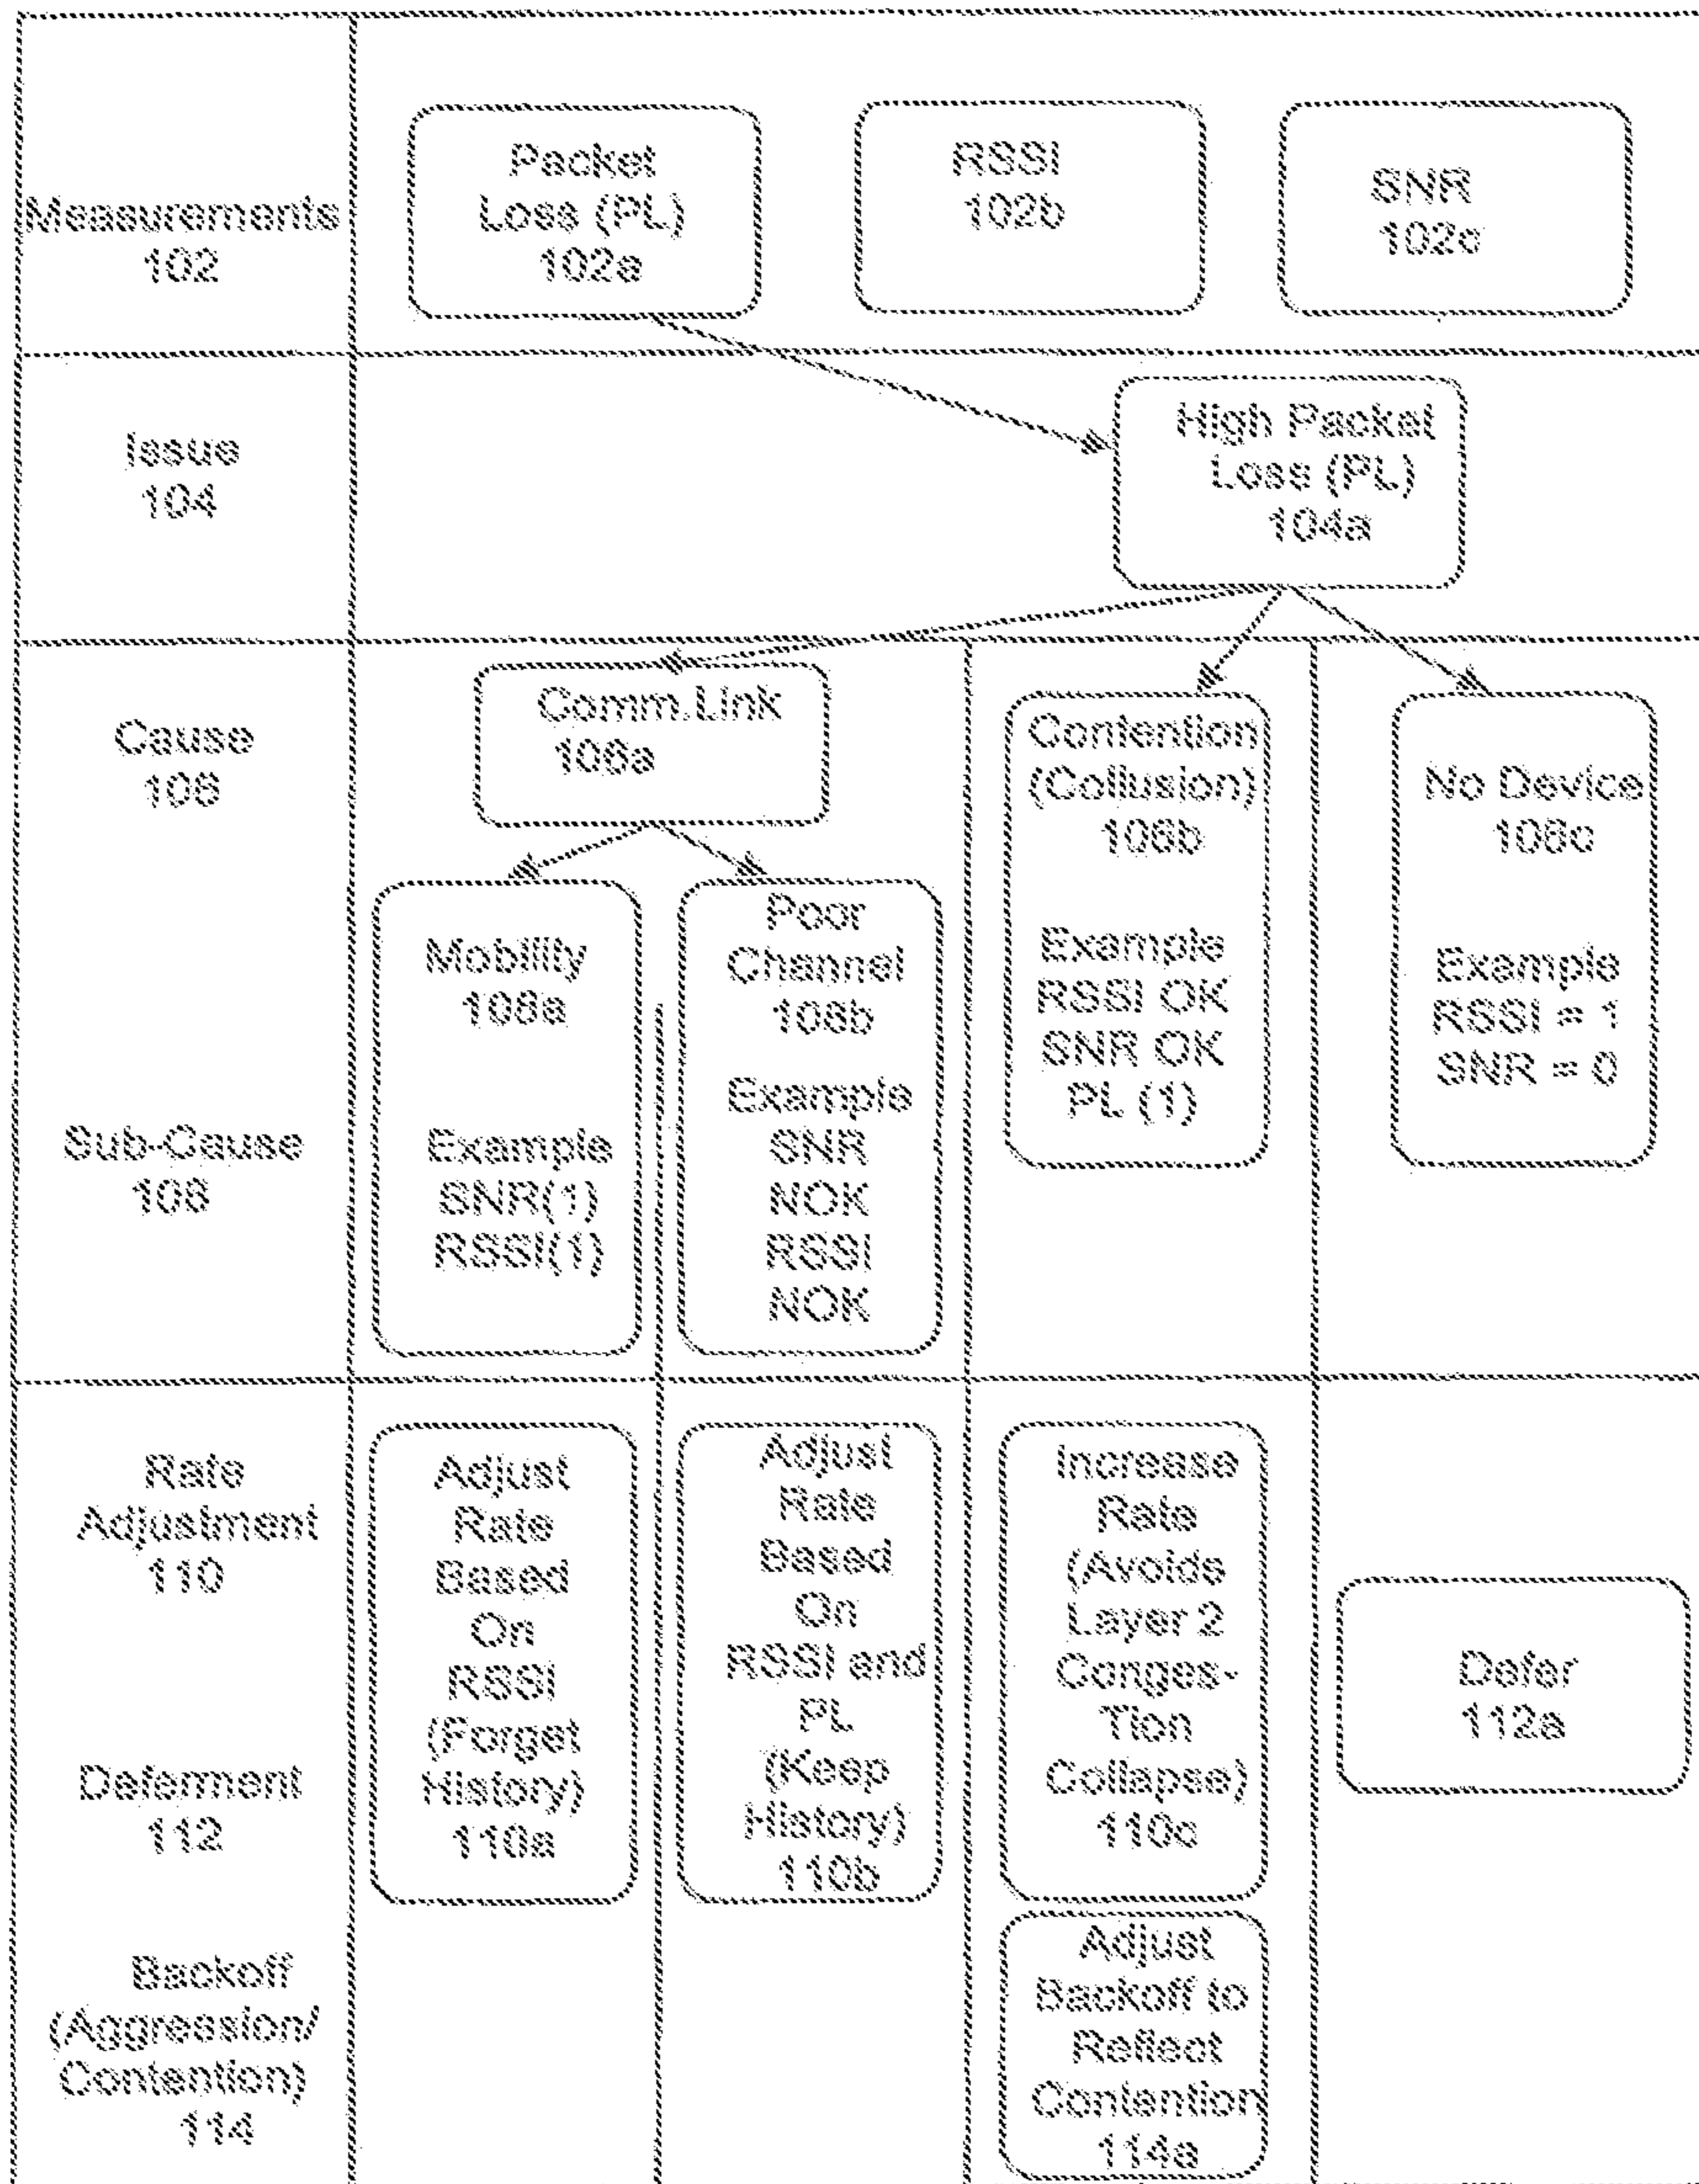 Measurements
102
Packet
Loss (PL)
102a
RSSI
102b
SNR
102c
Issue
104
High Packet
Loss (PL)
104a
Cause
106
Comm.Link
106a
Contention
(Collusion)
106b
Example
RSSI OK
SNR OK
PL (1)
No Device
106c
Example
RSSI = 1
SNR = 0
Sub-Cause
108
Mobility
108a
Example
SNR(1)
RSSI(1)
Poor
Channel
108b
Example
SNR
NOK
RSSI
NOK
Rate
Adjustment
110
Deferment
112
Backoff
(Aggression/
Contention)
114
Adjust
Rate
Based
On
RSSI
(Forget
History)
110a
Adjust
Rate
Based
On
RSSI and
PL
(Keep
History)
110b
Increase
Rate
(Avoids
Layer 2
Conges-
Tion
Collapse)
110c
Adjust
Backoff to
Reflect
Contention
114a
Defer
112a